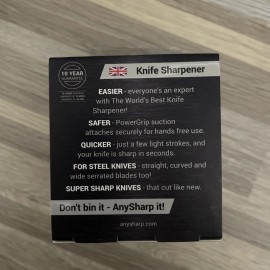 10 YEAR
GUARANTEE
Knife Sharpener
EASIER - everyone's an expert
with The World's Best Knife
Sharpener!
SAFER - PowerGrip suction
attaches securely for hands free use.
QUICKER - just a few light strokes, and
your knife is sharp in seconds.
FOR STEEL KNIVES - straight, curved and
wide serrated blades too!
SUPER SHARP KNIVES - that cut like new.
Don't bin it - AnySharp it!
anysharp.com